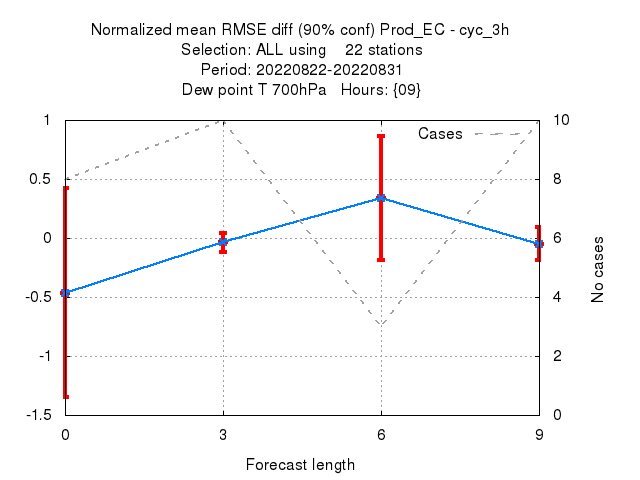 Normalized mean RMSE diff (90% conf) Prod_EC - cyc_3h
Selection: ALL using    22 stations
Period: 20220822-20220831
Dew point T 700hPa   Hours: {09}
Cases
1
0.5
0
-0.5
-1
-1.5
10
8
6
4
2
0
No cases
0
3
6
9
Forecast length